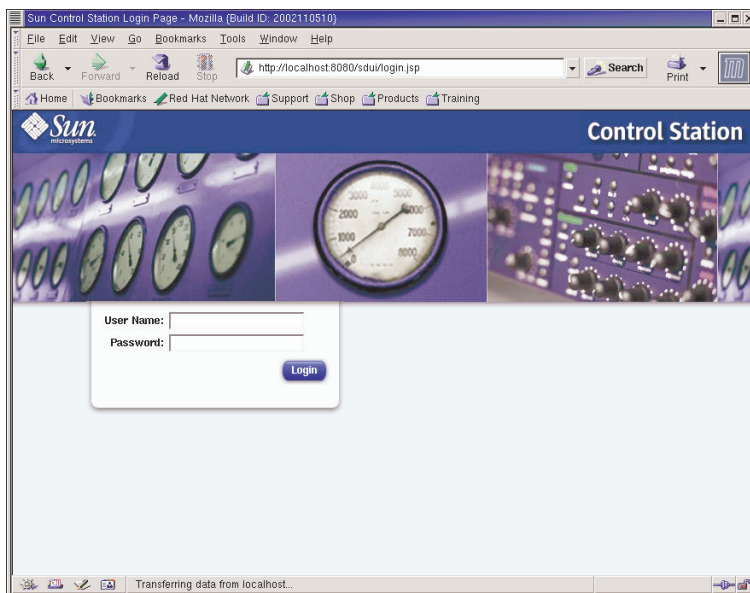 Sun Control Station Login Page - Mozilla {Build ID: 2002110510}
File Edit View Go Bookmarks Tools Window Help
Back Forward Reload Stop http://localhost:8080/sdui/login.jsp Search Print
Home Bookmarks Red Hat Network Support Shop Products Training
Sun
microsystems
Control Station
1000 2000 3000 4000 5000 6000 7000 8000
User Name:
Password:
Login
Transferring data from localhost...